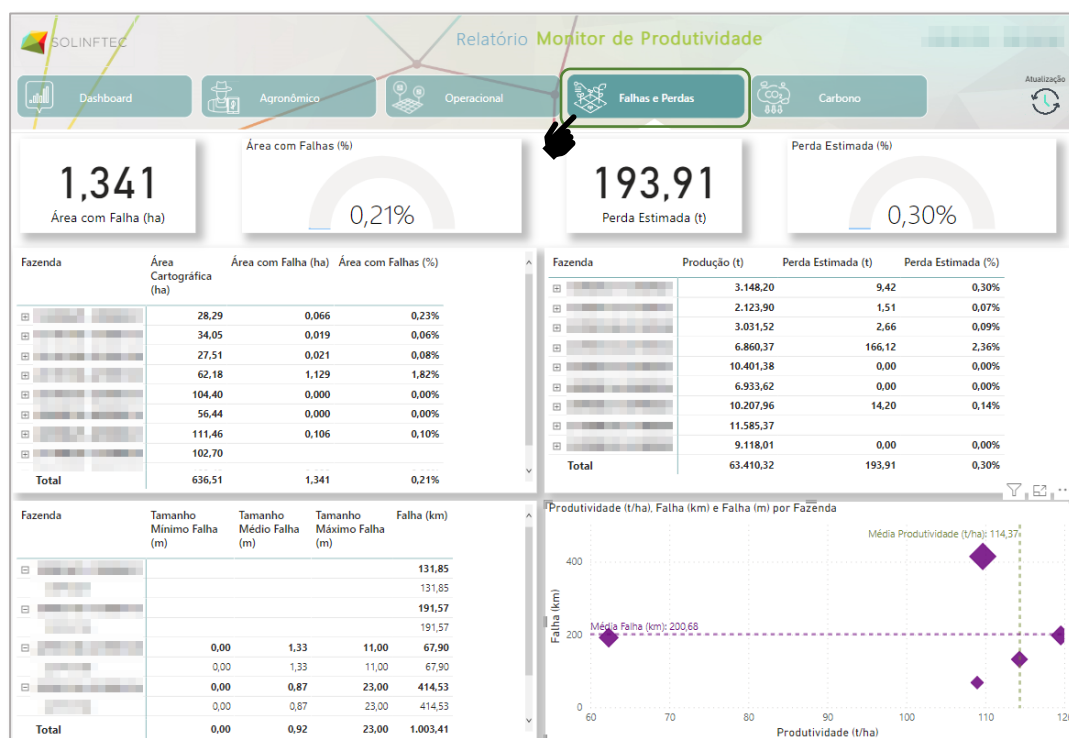 SOLINFTEC
Relatório Monitor de Produtividade
Dashboard
Agronômico
Operacional
Falhas e Perdas
Carbono
Atualização
1,341
Área com Falha (ha)
Área com Falhas (%)
0,21%
193,91
Perda Estimada (t)
Perda Estimada (%)
0,30%
Fazenda Área Cartográfica (ha) Área com Falha (ha) Área com Falhas (%)
28,29 0,066 0,23%
34,05 0,019 0,06%
27,51 0,021 0,08%
62,18 1,129 1,82%
104,40 0,000 0,00%
56,44 0,000 0,00%
111,46 0,106 0,10%
102,70
Total 636,51 1,341 0,21%
Fazenda Produção (t) Perda Estimada (t) Perda Estimada (%)
3.148,20 9,42 0,30%
2.123,90 1,51 0,07%
3.031,52 2,66 0,09%
6.860,37 166,12 2,36%
10.401,38 0,00 0,00%
6.933,62 0,00 0,00%
10.207,96 14,20 0,14%
11.585,37
9.118,01 0,00 0,00%
Total 63.410,32 193,91 0,30%
Fazenda Tamanho Mínimo Falha (m) Tamanho Médio Falha (m) Tamanho Máximo Falha (m) Falha (km)
131,85
131,85
191,57
191,57
0,00 1,33 11,00 67,90
0,00 1,33 11,00 67,90
0,00 0,87 23,00 414,53
0,00 0,87 23,00 414,53
Total 0,00 0,92 23,00 1.003,41
Produtividade (t/ha), Falha (km) e Falha (m) por Fazenda
Média Produtividade (t/ha): 114,37
Média Falha (km): 200,68
Falha (km)
400
200
0
60 70 80 90 100 110 120
Produtividade (t/ha)